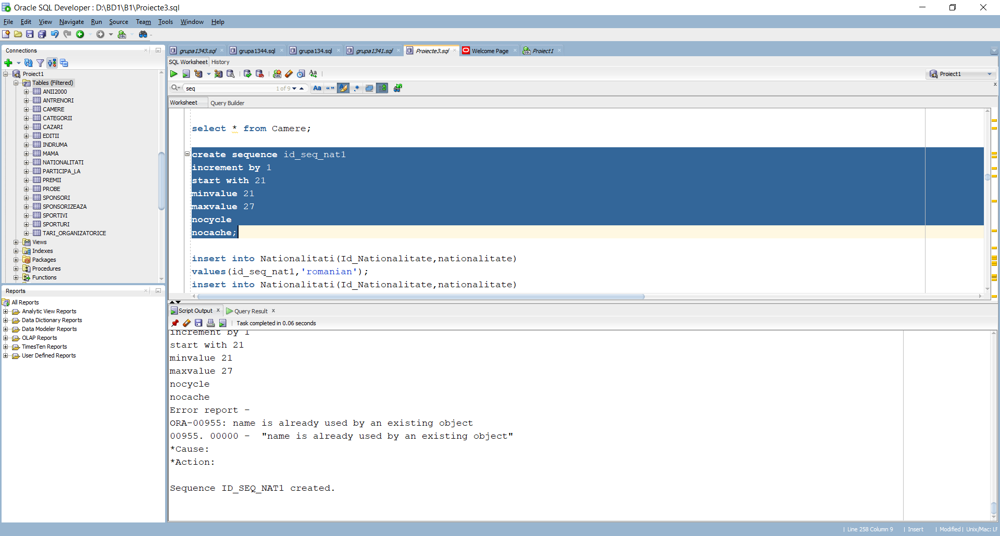 Oracle SQL Developer : D:\BD1\B1\Proiecte3.sql
File Edit View Navigate Run Source Team Tools Window Help
Connections
Proiect1
Tables (Filtered)
ANII2000
ANTRENORI
CAMERE
CATEGORII
CAZARI
EDITII
INDRUMA
MAMA
NATIONALITATI
PARTICIPA_LA
PREMII
PROBE
SPONSORI
SPONSORIZEAZA
SPORTIVI
SPORTURI
TARI_ORGANIZATORICE
Views
Indexes
Packages
Procedures
Functions
Reports
All Reports
Analytic View Reports
Data Dictionary Reports
Data Modeler Reports
OLAP Reports
TimesTen Reports
User Defined Reports
grupa1343.sql grupa1344.sql grupa134.sql grupa1341.sql Proiecte3.sql Welcome Page Proiect1
SQL Worksheet History
Proiect1
seq 1 of 9
Worksheet Query Builder
select * from Camere;
create sequence id_seq_nat1
increment by 1
start with 21
minvalue 21
maxvalue 27
nocycle
nocache;
insert into Nationalitati(Id_Nationalitate,nationalitate)
values(id_seq_nat1,'romanian');
insert into Nationalitati(Id_Nationalitate,nationalitate)
Script Output x Query Result x
Task completed in 0.06 seconds
increment by 1
start with 21
minvalue 21
maxvalue 27
nocycle
nocache
Error report -
ORA-00955: name is already used by an existing object
00955. 00000 - "name is already used by an existing object"
*Cause:
*Action:
Sequence ID_SEQ_NAT1 created.
Line 258 Column 9 | Insert | Modified | Unix/Mac: LF